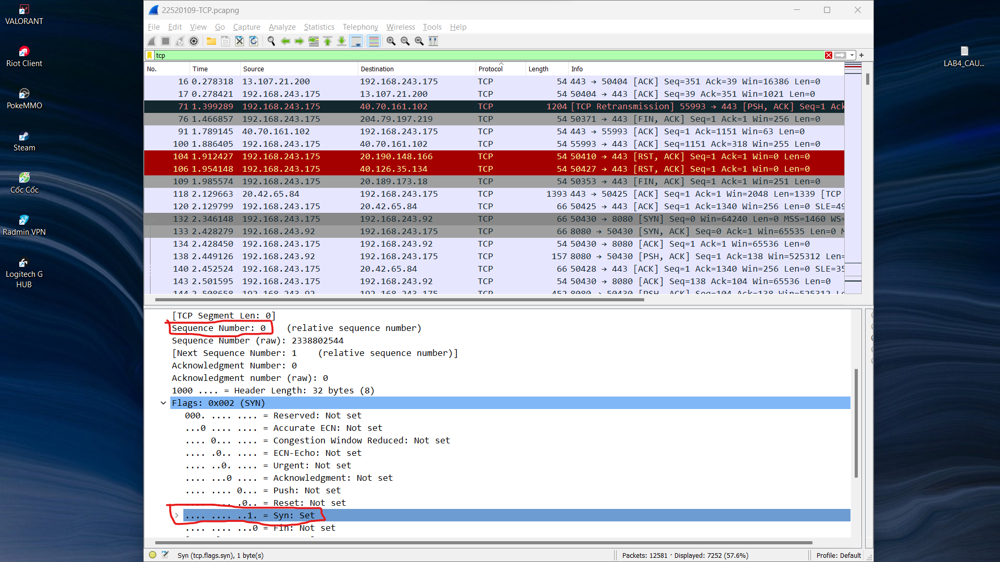 VALORANT
Riot Client
PokeMMO
Steam
Cốc Cốc
Radmin VPN
Logitech G
HUB
LAB4_CAU...
22520109-TCP.pcapng
File Edit View Go Capture Analyze Statistics Telephony Wireless Tools Help
tcp
No. Time Source Destination Protocol Length Info
16 0.278318 13.107.21.200 192.168.243.175 TCP 54 443 → 50404 [ACK] Seq=351 Ack=39 Win=16386 Len=0
17 0.278421 192.168.243.175 13.107.21.200 TCP 54 50404 → 443 [ACK] Seq=39 Ack=351 Win=1021 Len=0
71 1.399289 192.168.243.175 40.70.161.102 TCP 1204 [TCP Retransmission] 55993 → 443 [PSH, ACK] Seq=1 Ack
76 1.466857 192.168.243.175 204.79.197.219 TCP 54 50371 → 443 [FIN, ACK] Seq=1 Ack=1 Win=256 Len=0
91 1.789145 40.70.161.102 192.168.243.175 TCP 54 443 → 55993 [ACK] Seq=1 Ack=1151 Win=63 Len=0
100 1.886405 192.168.243.175 40.70.161.102 TCP 54 55993 → 443 [ACK] Seq=1151 Ack=318 Win=255 Len=0
104 1.912427 192.168.243.175 20.190.148.166 TCP 54 50410 → 443 [RST, ACK] Seq=1 Ack=1 Win=0 Len=0
106 1.954148 192.168.243.175 40.126.35.134 TCP 54 50427 → 443 [RST, ACK] Seq=1 Ack=1 Win=0 Len=0
109 1.985574 192.168.243.175 20.189.173.18 TCP 54 50353 → 443 [FIN, ACK] Seq=1 Ack=1 Win=251 Len=0
118 2.129663 20.42.65.84 192.168.243.175 TCP 1393 443 → 50425 [ACK] Seq=1 Ack=1 Win=2048 Len=1339 [TCP
120 2.129799 192.168.243.175 20.42.65.84 TCP 66 50425 → 443 [ACK] Seq=1 Ack=1340 Win=256 Len=0 SLE=49
132 2.346148 192.168.243.175 192.168.243.92 TCP 66 50430 → 8080 [SYN] Seq=0 Win=64240 Len=0 MSS=1460 WS=
133 2.428279 192.168.243.92 192.168.243.175 TCP 66 8080 → 50430 [SYN, ACK] Seq=0 Ack=1 Win=65535 Len=0 M
134 2.428450 192.168.243.175 192.168.243.92 TCP 54 50430 → 8080 [ACK] Seq=1 Ack=1 Win=65536 Len=0
138 2.449126 192.168.243.92 192.168.243.175 TCP 157 8080 → 50430 [PSH, ACK] Seq=1 Ack=138 Win=525312 Len=
140 2.452524 192.168.243.175 20.42.65.84 TCP 66 50428 → 443 [ACK] Seq=1 Ack=1340 Win=256 Len=0 SLE=35
143 2.501595 192.168.243.175 192.168.243.92 TCP 54 50430 → 8080 [ACK] Seq=138 Ack=104 Win=65536 Len=0
144 2.508658 192.168.243.92 192.168.243.175 TCP 452 8080 → 50430 [PSH, ACK] Seq=104 Ack=138 Win=525312 Le
[TCP Segment Len: 0]
Sequence Number: 0 (relative sequence number)
Sequence Number (raw): 2338802544
[Next Sequence Number: 1 (relative sequence number)]
Acknowledgment Number: 0
Acknowledgment number (raw): 0
1000 .... = Header Length: 32 bytes (8)
Flags: 0x002 (SYN)
000. .... .... = Reserved: Not set
...0 .... .... = Accurate ECN: Not set
.... 0... .... = Congestion Window Reduced: Not set
.... .0.. .... = ECN-Echo: Not set
.... ..0. .... = Urgent: Not set
.... ...0 .... = Acknowledgment: Not set
.... .... 0... = Push: Not set
.... .... .0.. = Reset: Not set
.... .... ..1. = Syn: Set
.... .... ...0 = Fin: Not set
Syn (tcp.flags.syn), 1 byte(s) Packets: 12581 · Displayed: 7252 (57.6%) Profile: Default